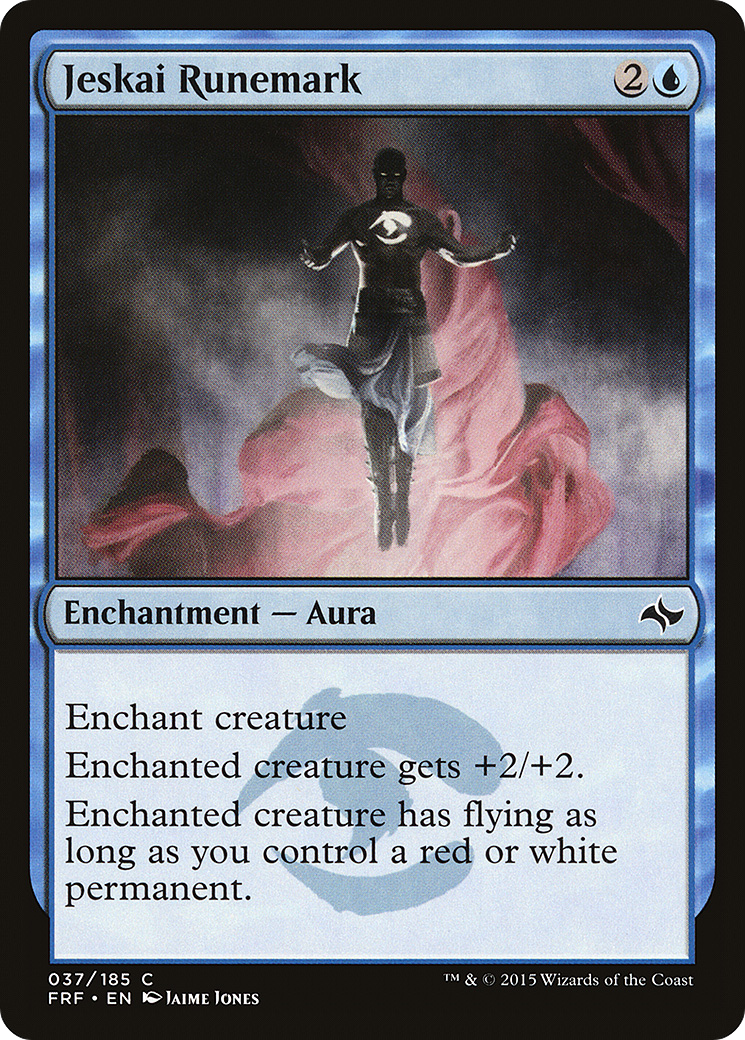 Jeskai Runemark
2
Enchantment — Aura
Enchant creature
Enchanted creature gets +2/+2.
Enchanted creature has flying as
long as you control a red or white
permanent.
037/185 C
™ & © 2015 Wizards of the Coast
FRF • EN Jaime Jones